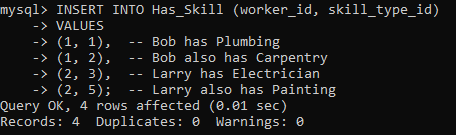 mysql> INSERT INTO Has_Skill (worker_id, skill_type_id)
    -> VALUES
    -> (1, 1),  -- Bob has Plumbing
    -> (1, 2),  -- Bob also has Carpentry
    -> (2, 3),  -- Larry has Electrician
    -> (2, 5);  -- Larry also has Painting
Query OK, 4 rows affected (0.01 sec)
Records: 4  Duplicates: 0  Warnings: 0